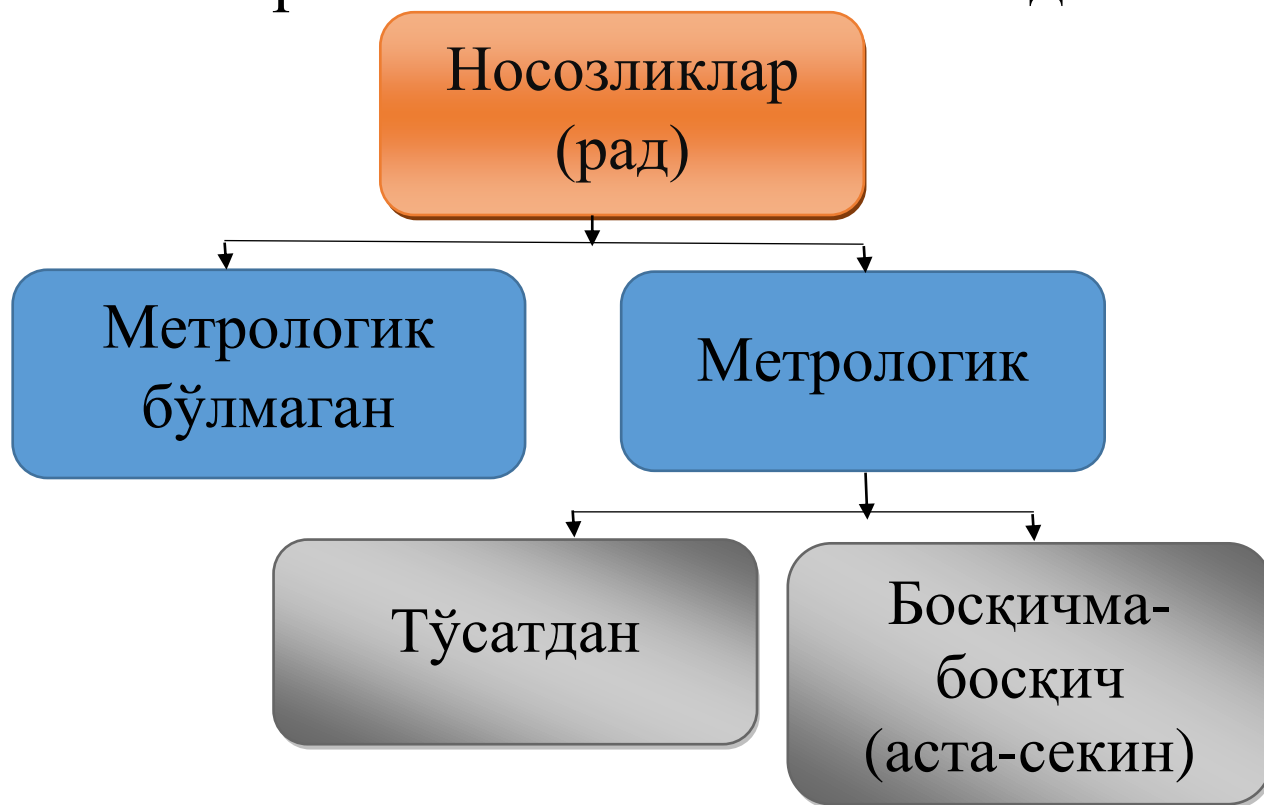 Носозликлар
(рад)
Метрологик
бўлмаган
Метрологик
Тўсатдан
Босқичма-
босқич
(аста-секин)